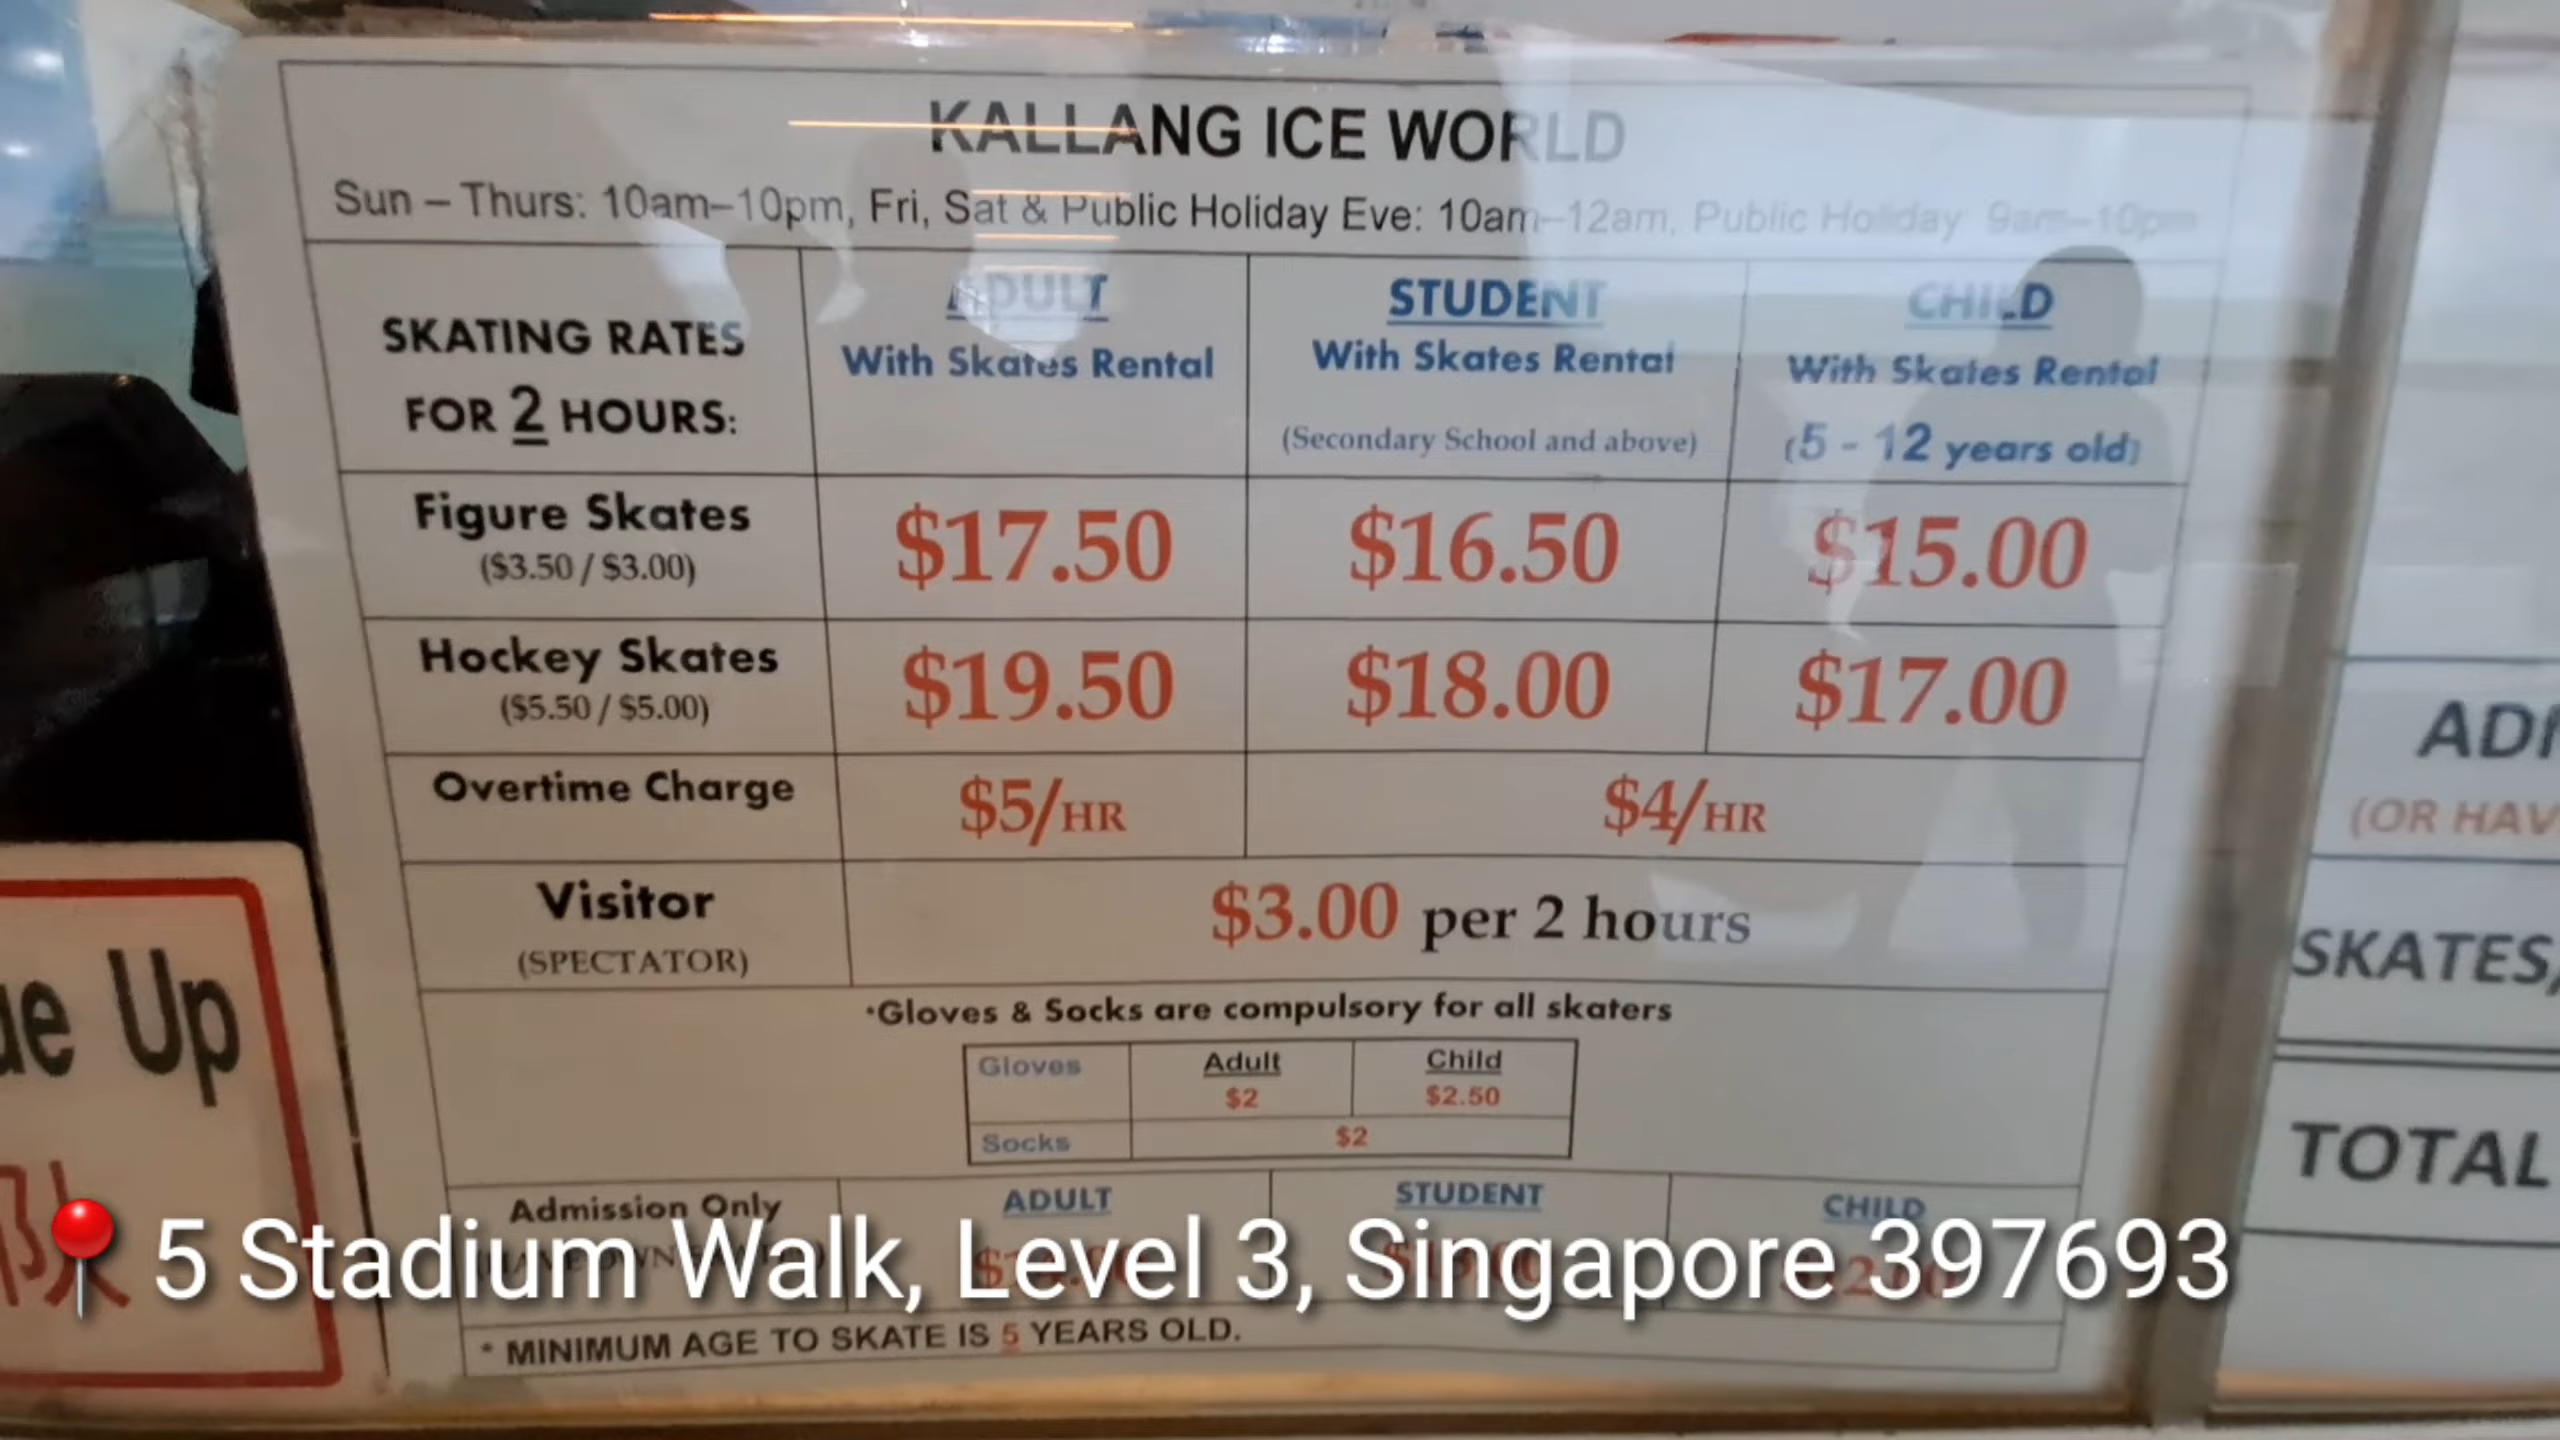 KALLANG ICE WORLD
Sun – Thurs: 10am–10pm, Fri, Sat & Public Holiday Eve: 10am–12am, Public Holiday 9am–10pm
SKATING RATES
FOR 2 HOURS:
ADULT
With Skates Rental
STUDENT
With Skates Rental
(Secondary School and above)
CHILD
With Skates Rental
(5 - 12 years old)
Figure Skates
($3.50 / $3.00)
$17.50
$16.50
$15.00
Hockey Skates
($5.50 / $5.00)
$19.50
$18.00
$17.00
Overtime Charge
$5/HR
$4/HR
Visitor
(SPECTATOR)
$3.00 per 2 hours
•Gloves & Socks are compulsory for all skaters
Gloves
Adult
$2
Child
$2.50
Socks
$2
Admission Only
ADULT
STUDENT
CHILD
📍 5 Stadium Walk, Level 3, Singapore 397693
* MINIMUM AGE TO SKATE IS 5 YEARS OLD.
Up
(OR
SKATES
TOTAL